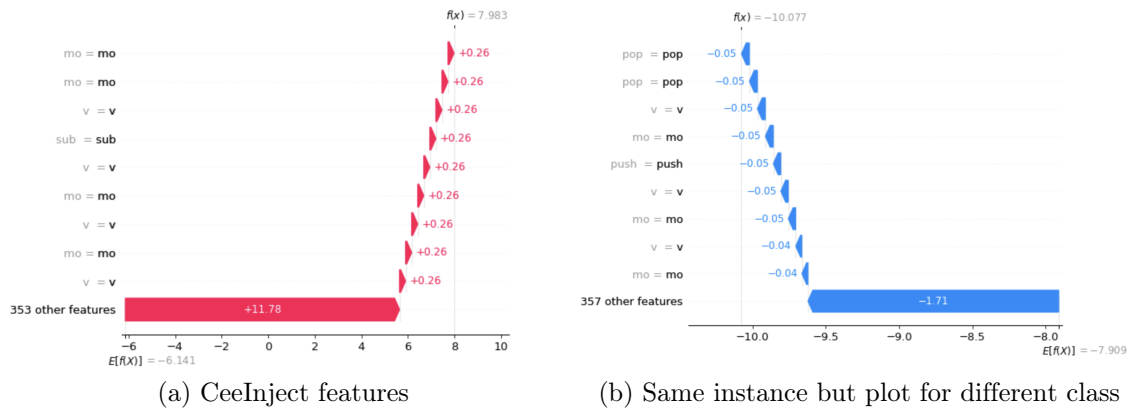 f(x) = 7.983
mo = mo
+0.26
mo = mo
+0.26
v = v
+0.26
sub = sub
+0.26
v = v
+0.26
mo = mo
+0.26
v = v
+0.26
mo = mo
+0.26
v = v
+0.26
353 other features
+11.78
−6 −4 −2 0 2 4 6 8 10
E[f(X)] = −6.141
(a) CeeInject features
f(x) = −10.077
pop = pop
−0.05
pop = pop
−0.05
v = v
−0.05
mo = mo
−0.05
push = push
−0.05
v = v
−0.05
mo = mo
−0.05
v = v
−0.04
mo = mo
−0.04
357 other features
−1.71
−10.0 −9.5 −9.0 −8.5 −8.0
E[f(X)] = −7.909
(b) Same instance but plot for different class